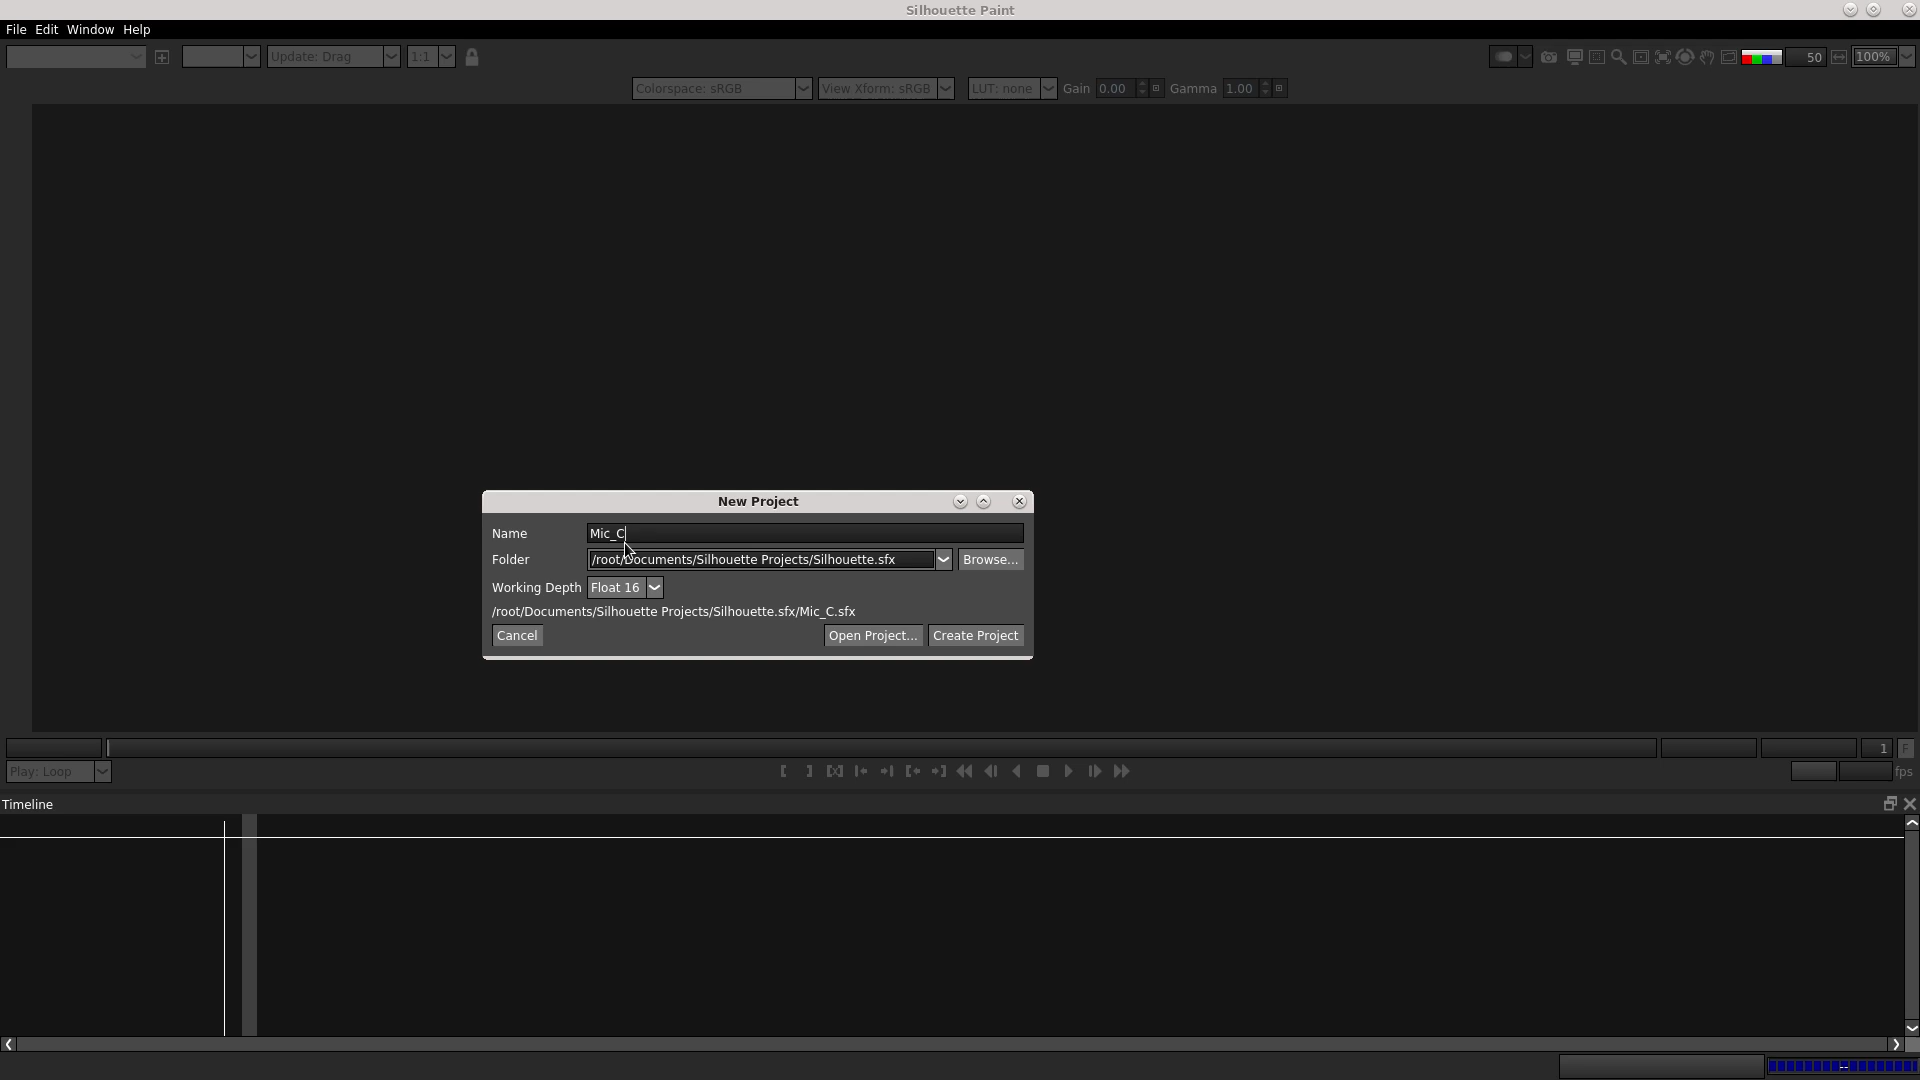 Silhouette Paint
File Edit Window Help
Update: Drag 1:1 50 100%
Colorspace: sRGB View Xform: sRGB LUT: none Gain 0.00 Gamma 1.00
New Project
Name Mic_C
Folder /root/Documents/Silhouette Projects/Silhouette.sfx Browse...
Working Depth Float 16
/root/Documents/Silhouette Projects/Silhouette.sfx/Mic_C.sfx
Cancel Open Project... Create Project
1 F
Play: Loop fps
Timeline
--